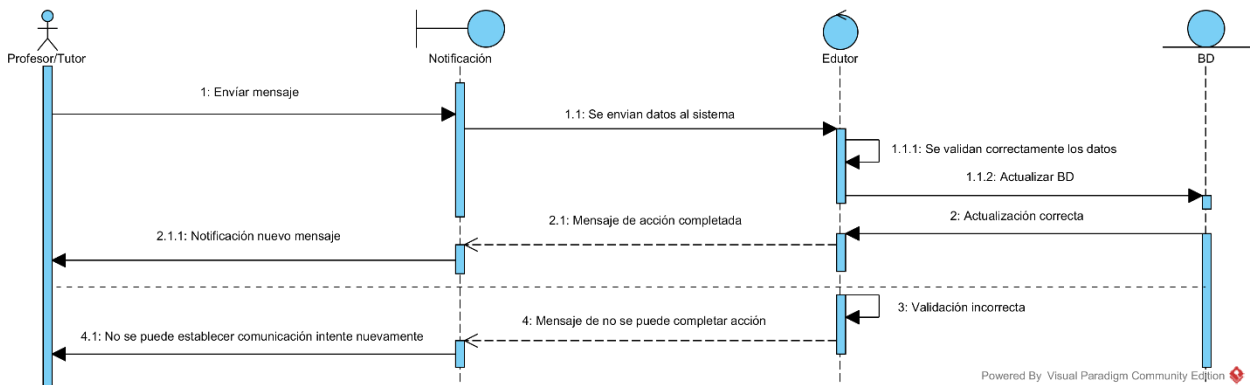 Profesor/Tutor
Notificación
Edutor
BD
1: Envíar mensaje
1.1: Se envian datos al sistema
1.1.1: Se validan correctamente los datos
1.1.2: Actualizar BD
2: Actualización correcta
2.1: Mensaje de acción completada
2.1.1: Notificación nuevo mensaje
3: Validación incorrecta
4: Mensaje de no se puede completar acción
4.1: No se puede establecer comunicación intente nuevamente
Powered By Visual Paradigm Community Edition